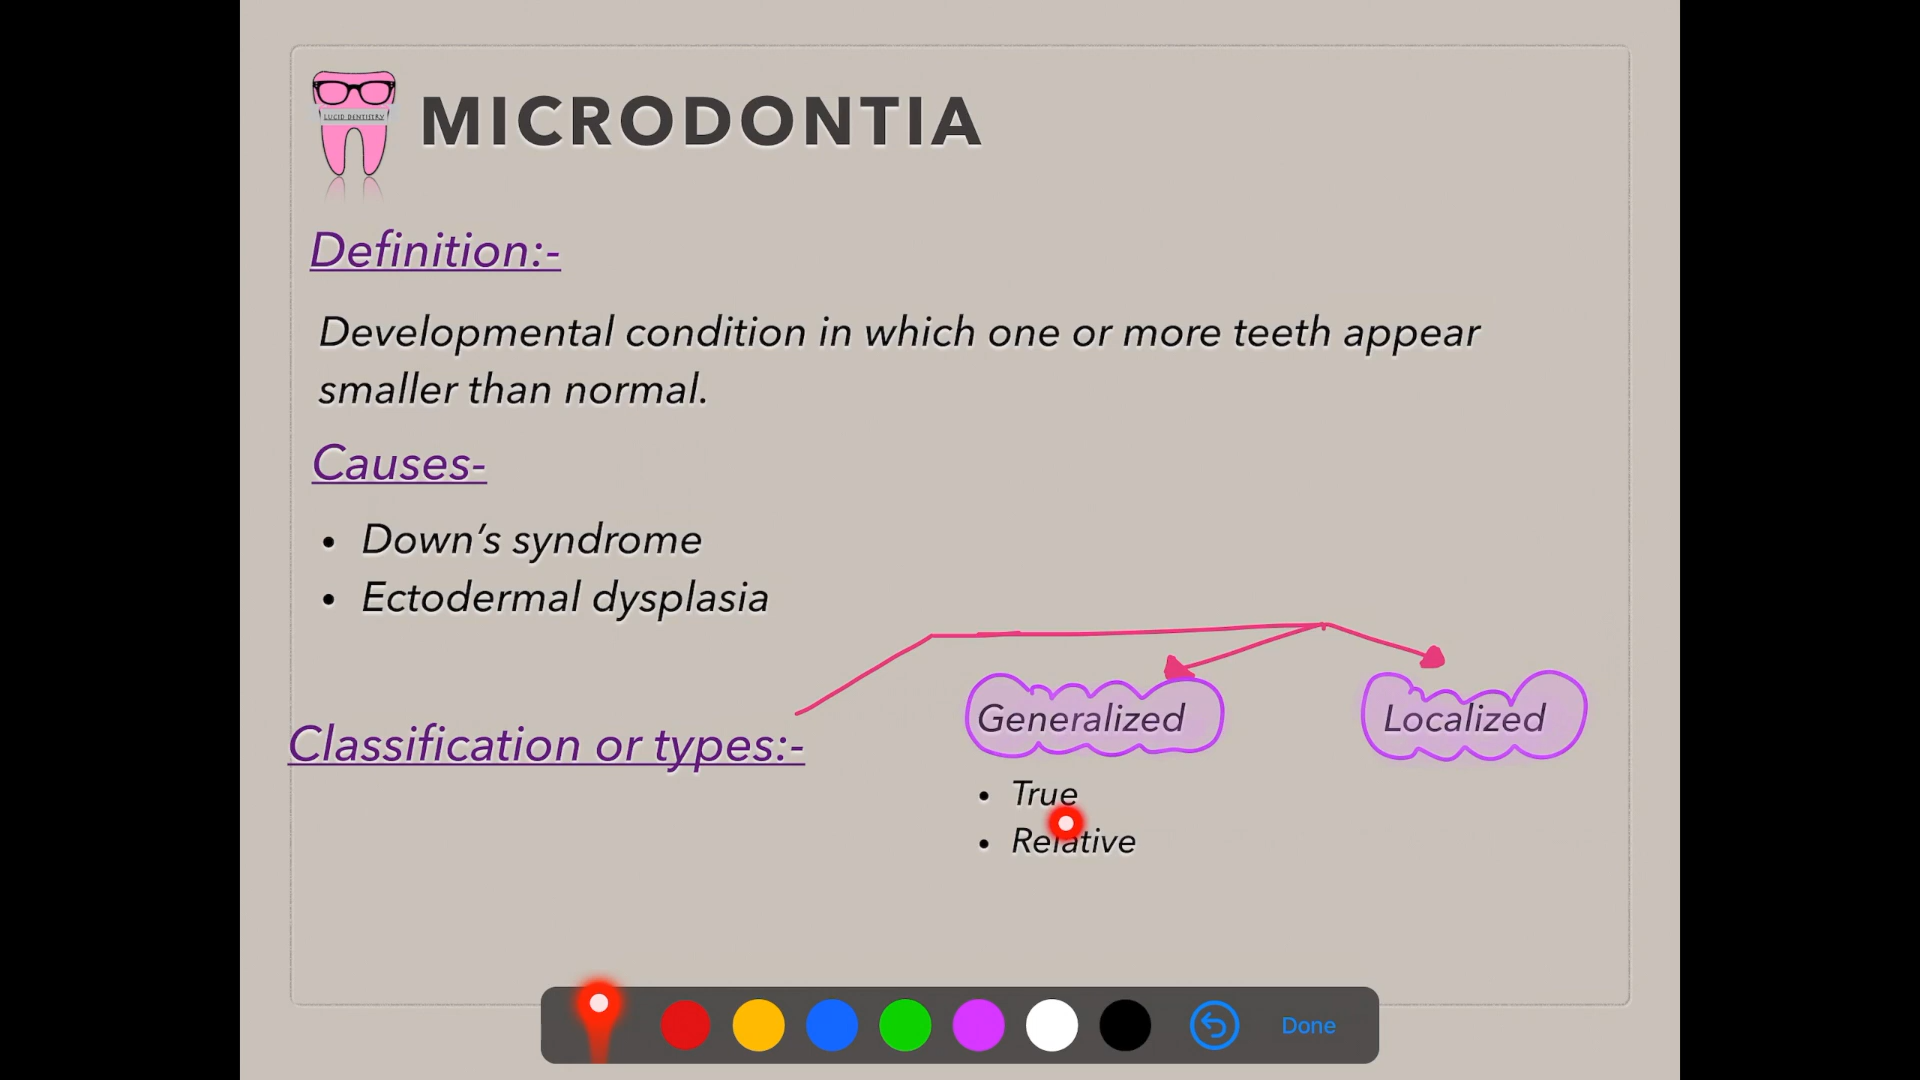 LUCID DENTISTRY
MICRODONTIA
Definition:-
Developmental condition in which one or more teeth appear
smaller than normal.
Causes-
• Down’s syndrome
• Ectodermal dysplasia
Classification or types:-
Generalized
• True
• Relative
Localized
Done